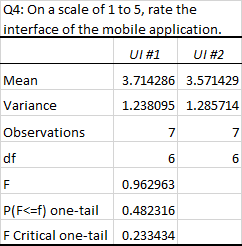 Q4: On a scale of 1 to 5, rate the
interface of the mobile application.
UI #1 UI #2
Mean 3.714286 3.571429
Variance 1.238095 1.285714
Observations 7 7
df 6 6
F 0.962963
P(F<=f) one-tail 0.482316
F Critical one-tail 0.233434